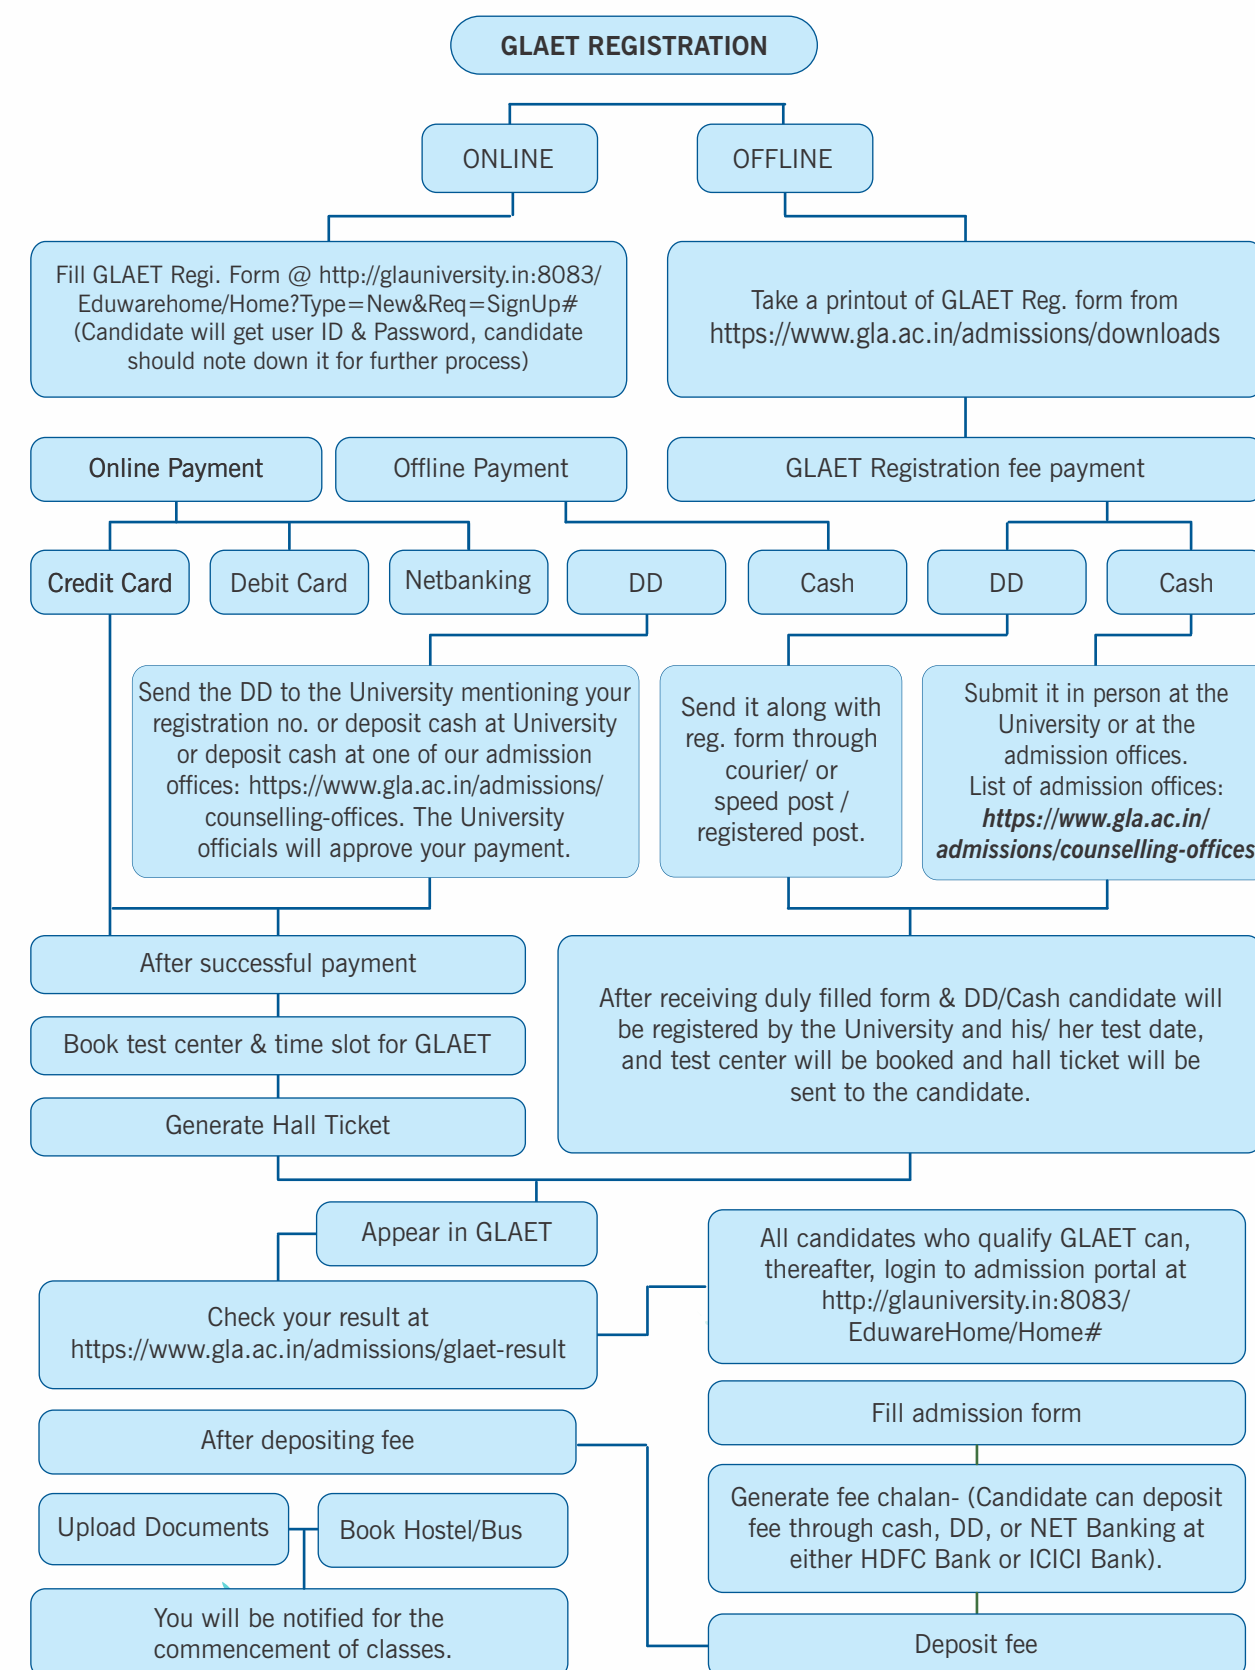 GLAET REGISTRATION
ONLINE
OFFLINE
Fill GLAET Regi. Form @ http://glauniversity.in:8083/
Eduwarehome/Home?Type=New&Req=SignUp#
(Candidate will get user ID & Password, candidate
should note down it for further process)
Take a printout of GLAET Reg. form from
https://www.gla.ac.in/admissions/downloads
Online Payment
Offline Payment
GLAET Registration fee payment
Credit Card
Debit Card
Netbanking
DD
Cash
DD
Cash
Send the DD to the University mentioning your
registration no. or deposit cash at University
or deposit cash at one of our admission
offices: https://www.gla.ac.in/admissions/
counselling-offices. The University
officials will approve your payment.
Send it along with
reg. form through
courier/ or
speed post /
registered post.
Submit it in person at the
University or at the
admission offices.
List of admission offices:
https://www.gla.ac.in/
admissions/counselling-offices
After successful payment
Book test center & time slot for GLAET
Generate Hall Ticket
After receiving duly filled form & DD/Cash candidate will
be registered by the University and his/ her test date,
and test center will be booked and hall ticket will be
sent to the candidate.
Appear in GLAET
Check your result at
https://www.gla.ac.in/admissions/glaet-result
All candidates who qualify GLAET can,
thereafter, login to admission portal at
http://glauniversity.in:8083/
EduwareHome/Home#
Fill admission form
Generate fee chalan- (Candidate can deposit
fee through cash, DD, or NET Banking at
either HDFC Bank or ICICI Bank).
Deposit fee
After depositing fee
Upload Documents
Book Hostel/Bus
You will be notified for the
commencement of classes.